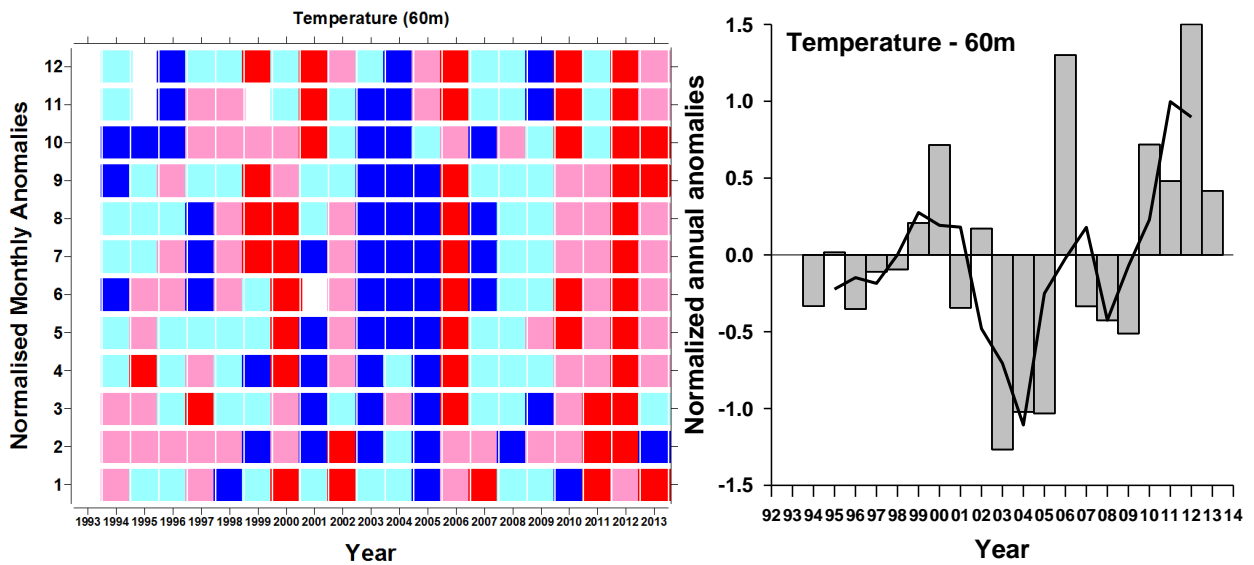 Temperature (60m)
Normalised Monthly Anomalies
12
11
10
9
8
7
6
5
4
3
2
1
1993 1994 1995 1996 1997 1998 1999 2000 2001 2002 2003 2004 2005 2006 2007 2008 2009 2010 2011 2012 2013
Year
Temperature - 60m
Normalized annual anomalies
1.5
1.0
0.5
0.0
-0.5
-1.0
-1.5
92 93 94 95 96 97 98 99 00 01 02 03 04 05 06 07 08 09 10 11 12 13 14
Year